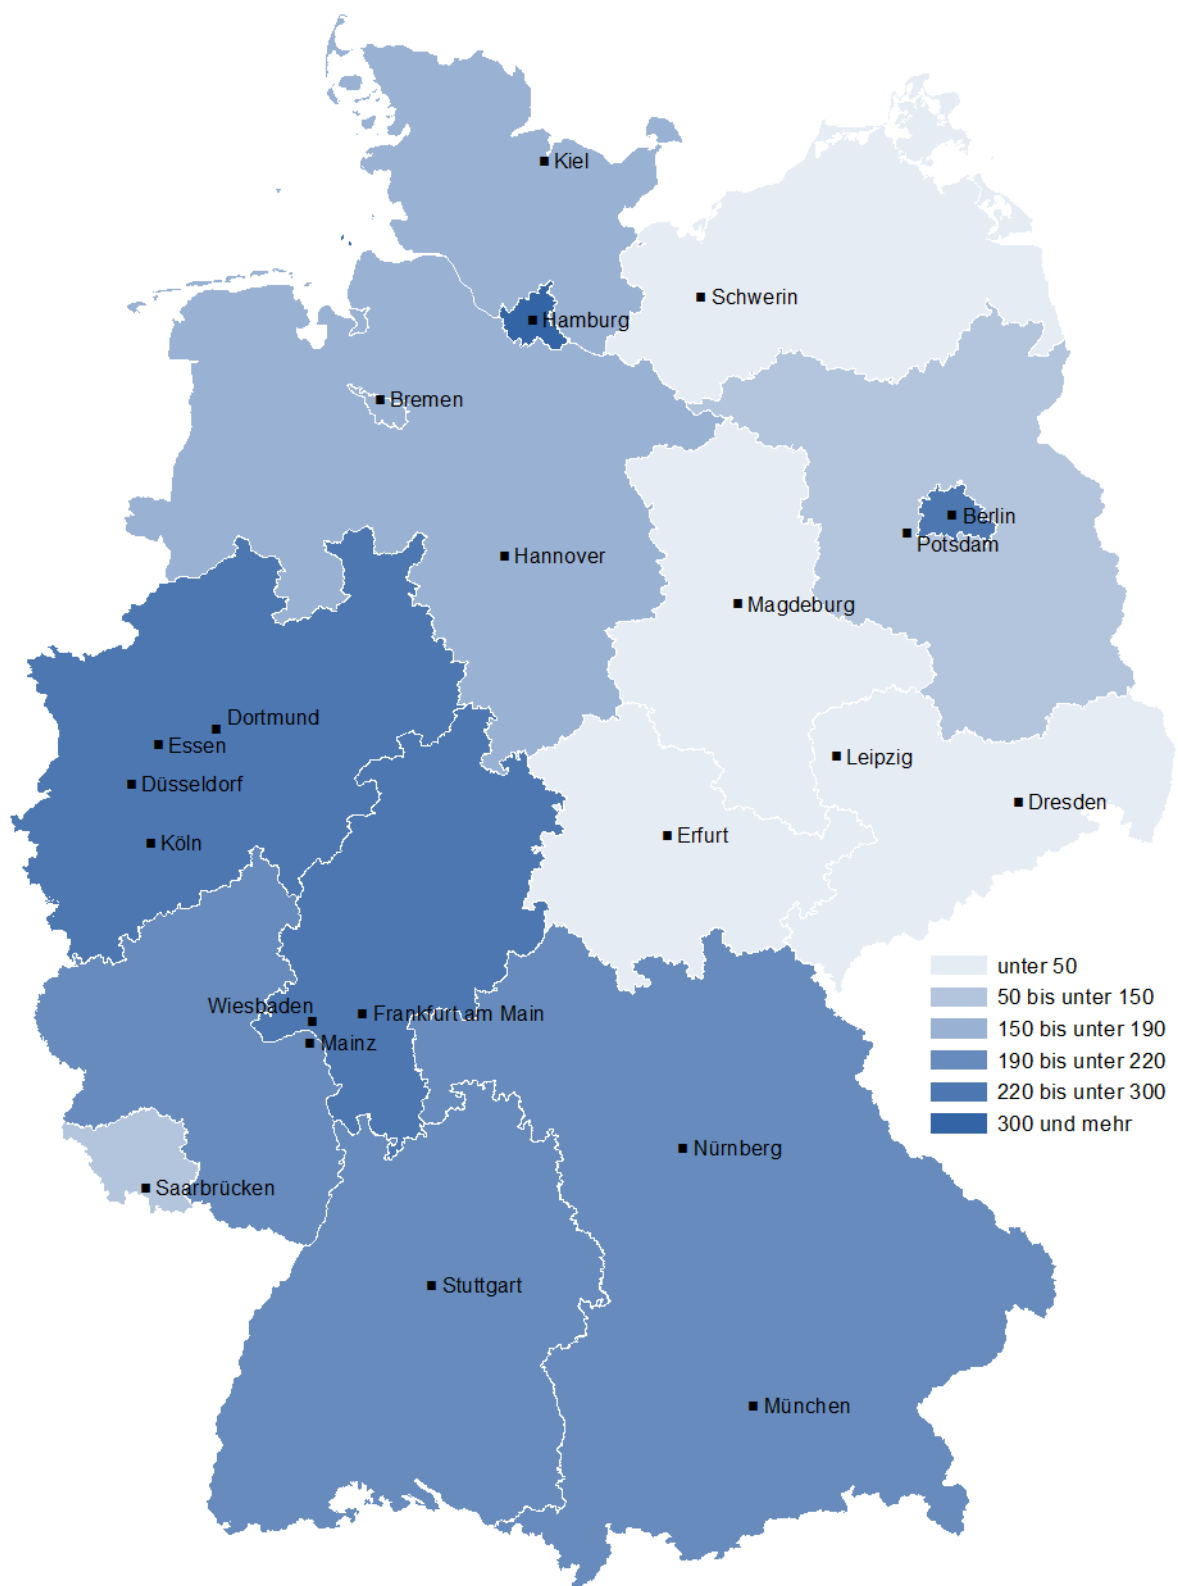 Kiel
Schwerin
Hamburg
Bremen
Berlin
Potsdam
Hannover
Magdeburg
Dortmund
Essen
Leipzig
Düsseldorf
Dresden
Köln
Erfurt
Wiesbaden
Frankfurt am Main
Mainz
unter 50
50 bis unter 150
150 bis unter 190
190 bis unter 220
220 bis unter 300
300 und mehr
Nürnberg
Saarbrücken
Stuttgart
München